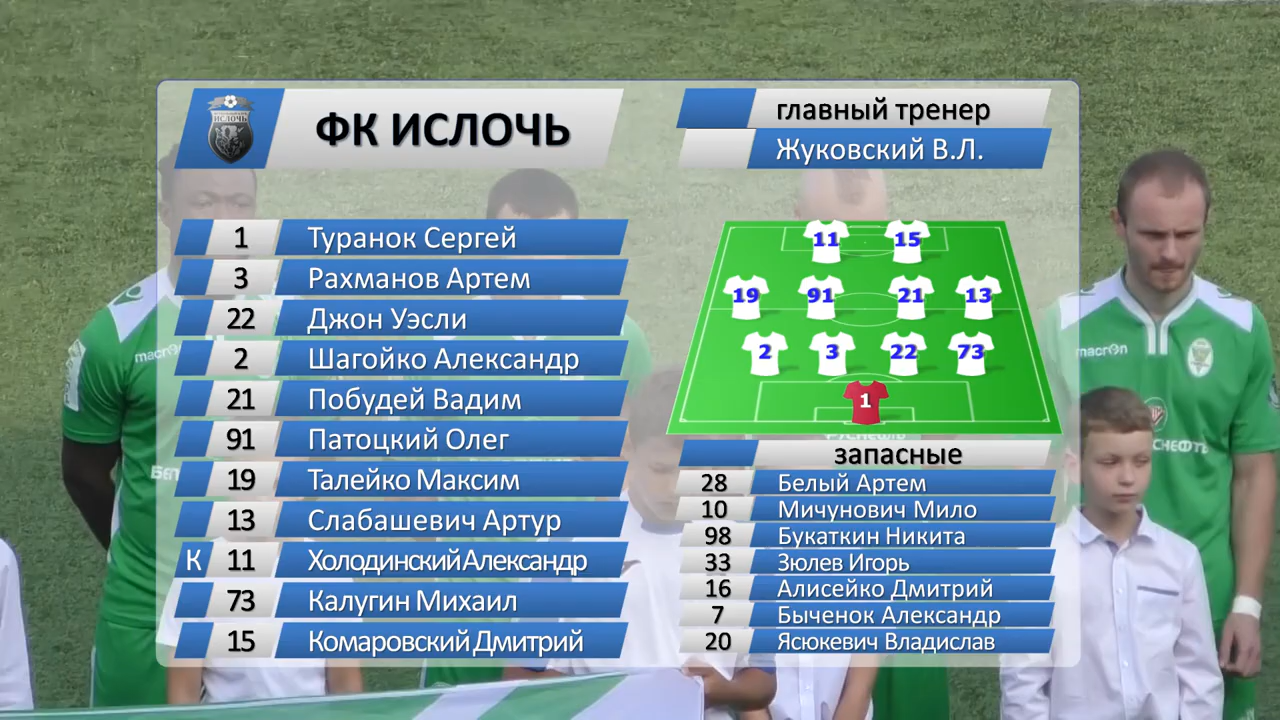 ИСЛОЧЬ
ФК ИСЛОЧЬ
1 Туранок Сергей
3 Рахманов Артем
22 Джон Уэсли
2 Шагойко Александр
21 Побудей Вадим
91 Патоцкий Олег
19 Талейко Максим
13 Слабашевич Артур
К 11 Холодинский Александр
73 Калугин Михаил
15 Комаровский Дмитрий
главный тренер
Жуковский В.Л.
11 15
19 91 21 13
2 3 22 73
1
запасные
28 Белый Артем
10 Мичунович Мило
98 Букаткин Никита
33 Зюлев Игорь
16 Алисейко Дмитрий
7 Быченок Александр
20 Ясюкевич Владислав
macron
macron